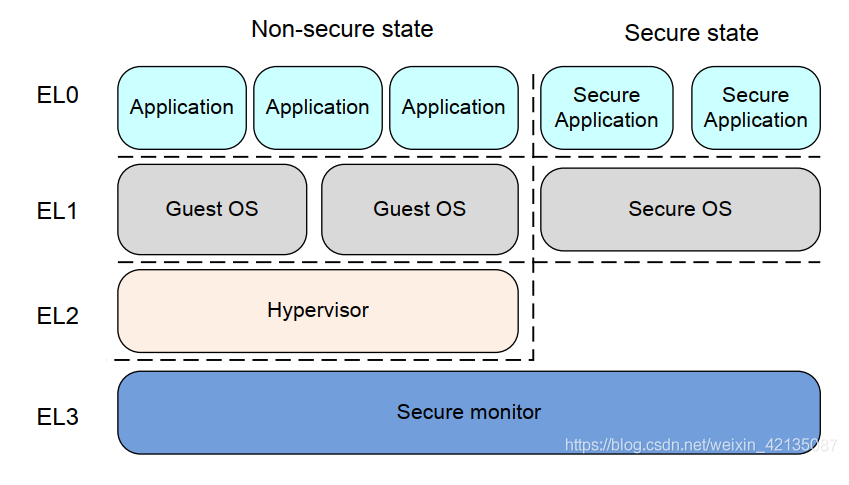 Non-secure state
Secure state
EL0
Application
Application
Application
Secure
Application
Secure
Application
EL1
Guest OS
Guest OS
Secure OS
EL2
Hypervisor
EL3
Secure monitor
https://blog.csdn.net/weixin_42135087